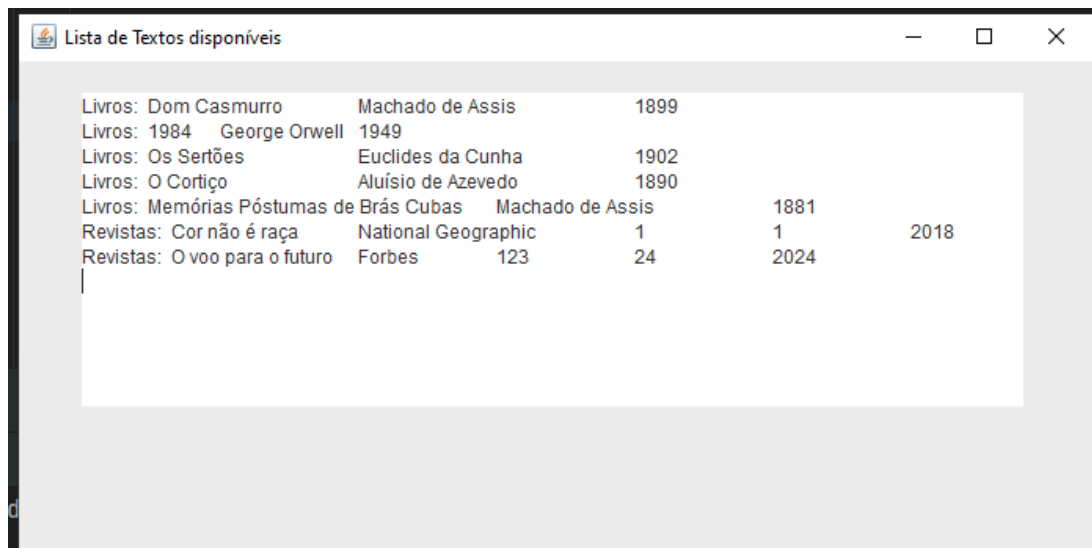 Lista de Textos disponíveis
Livros: Dom Casmurro Machado de Assis 1899
Livros: 1984 George Orwell 1949
Livros: Os Sertões Euclides da Cunha 1902
Livros: O Cortiço Aluísio de Azevedo 1890
Livros: Memórias Póstumas de Brás Cubas Machado de Assis 1881
Revistas: Cor não é raça National Geographic 1 1 2018
Revistas: O voo para o futuro Forbes 123 24 2024
d